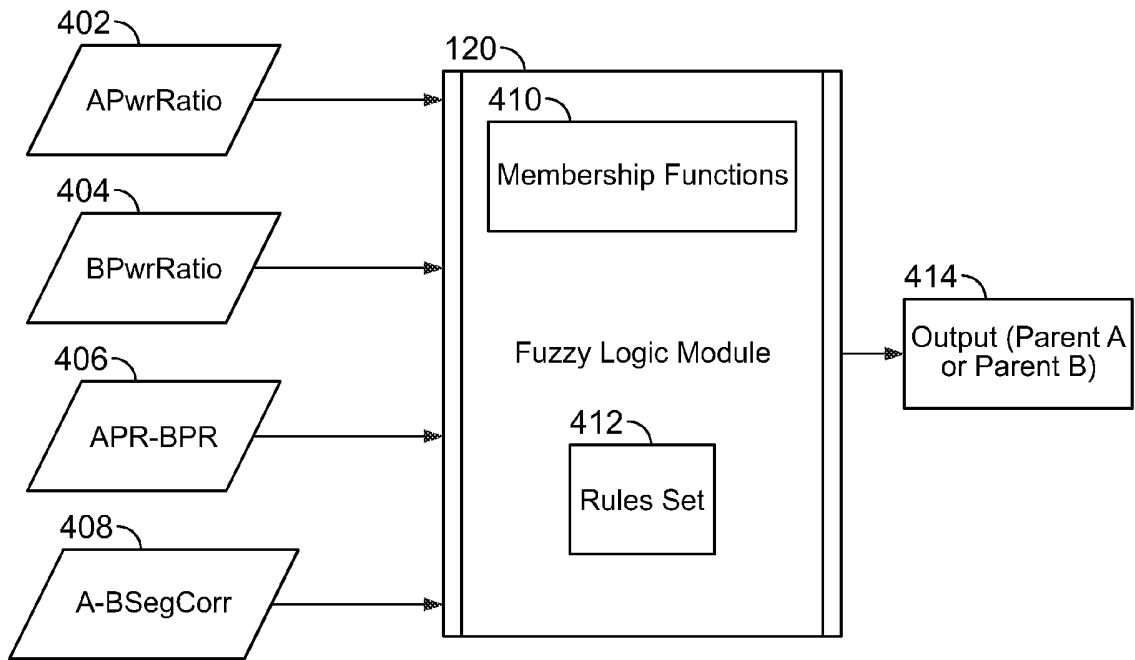 402
APwrRatio
404
BPwrRatio
406
APR-BPR
408
A-BSegCorr
120
410
Membership Functions
Fuzzy Logic Module
412
Rules Set
414
Output (Parent A
or Parent B)